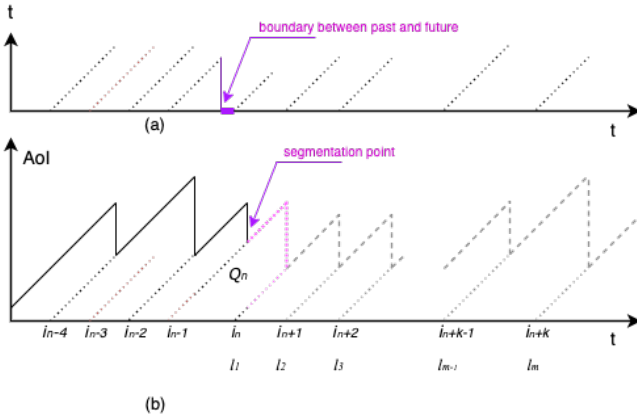 t
boundary between past and future
(a)
t
AoI
segmentation point
Qn
in-4 in-3 in-2 in-1 in in+1 in+2 in+k-1 in+k t
l1 l2 l3 lm-1 lm
(b)